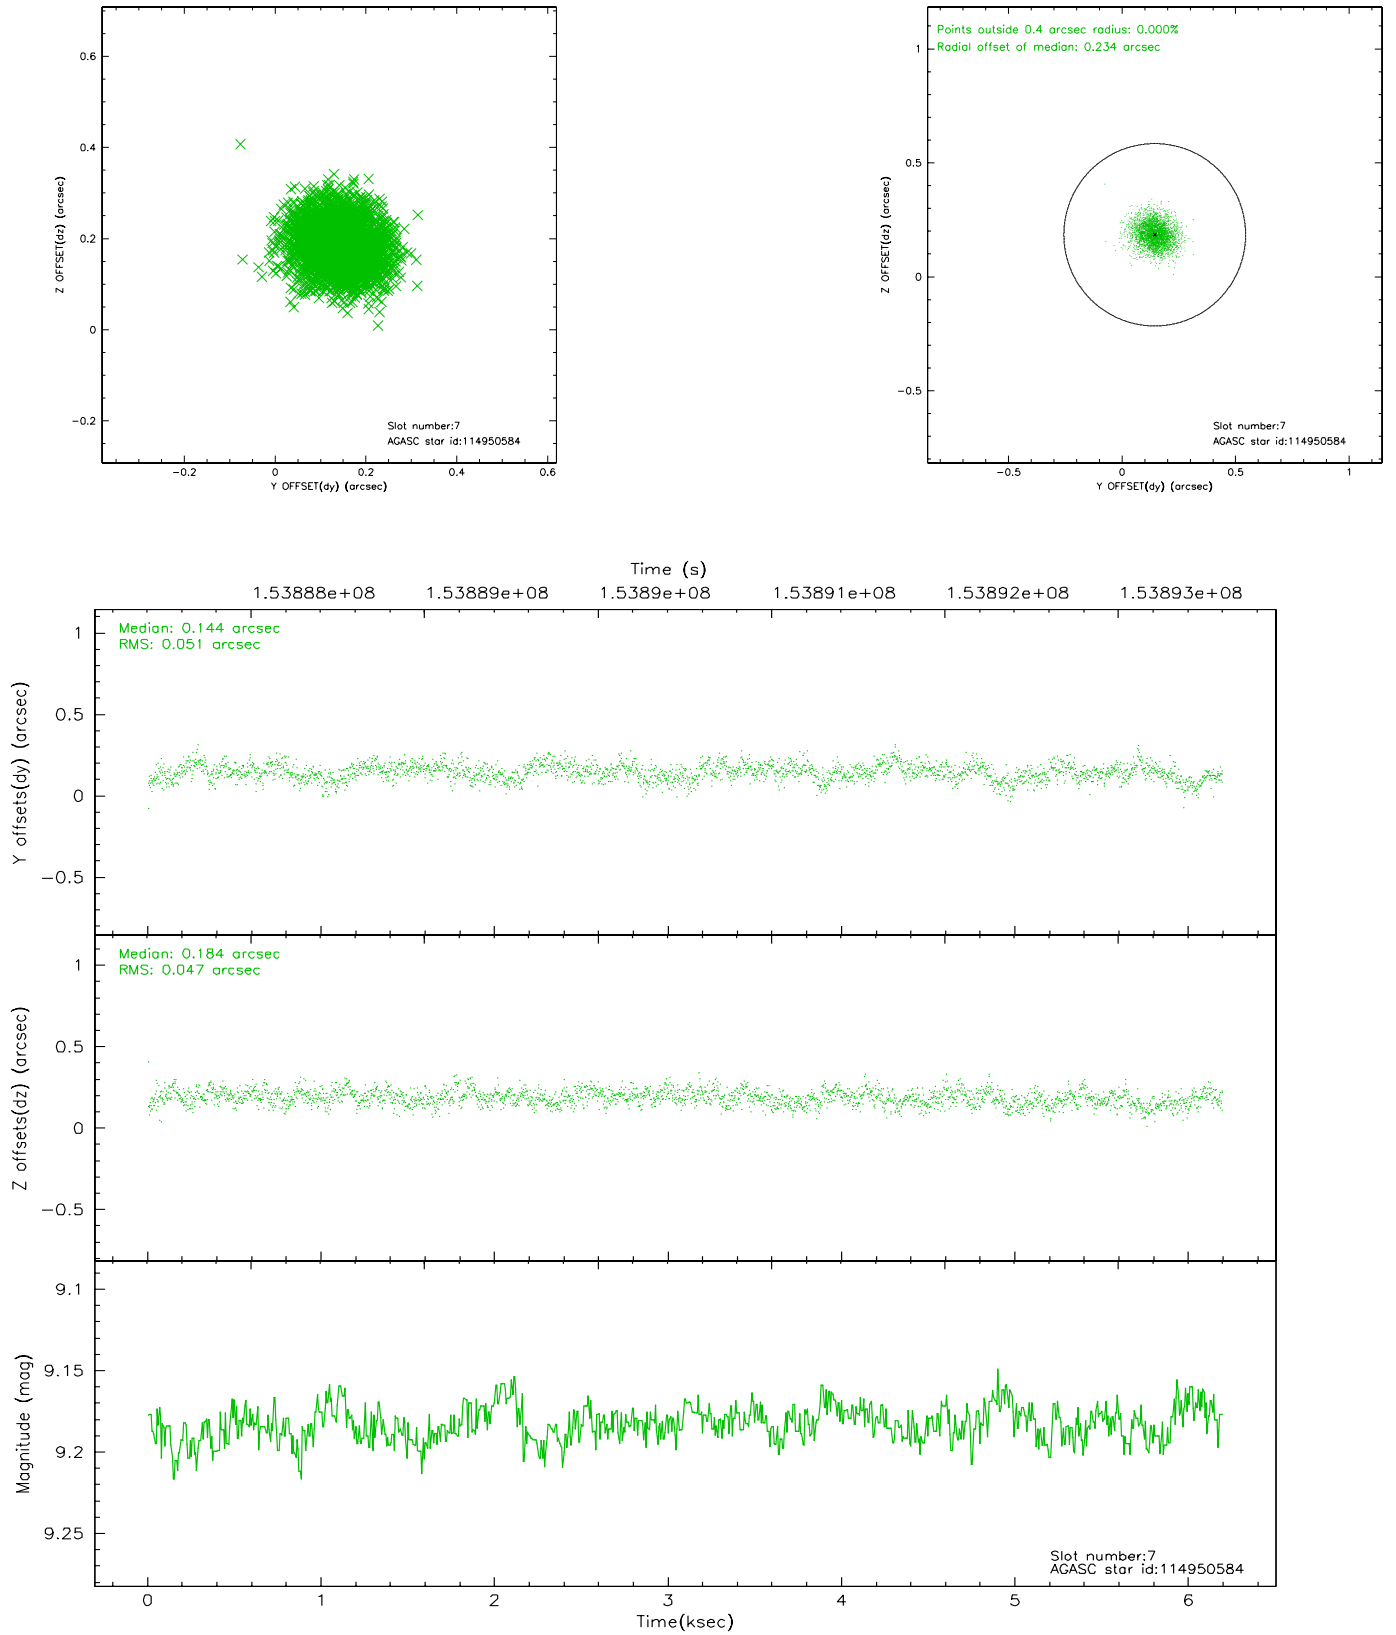 0.6
0.4
0.2
0
−0.2
Z OFFSET(dz) (arcsec)
Slot number:7
AGASC star id:114950584
−0.2 0 0.2 0.4 0.6
Y OFFSET(dy) (arcsec)
Points outside 0.4 arcsec radius: 0.000%
Radial offset of median: 0.234 arcsec
1
0.5
0
−0.5
Z OFFSET(dz) (arcsec)
Slot number:7
AGASC star id:114950584
−0.5 0 0.5 1
Y OFFSET(dy) (arcsec)
Time (s)
1.53888e+08 1.53889e+08 1.5389e+08 1.53891e+08 1.53892e+08 1.53893e+08
Median: 0.144 arcsec
RMS: 0.051 arcsec
1
0.5
0
−0.5
Y offsets(dy) (arcsec)
Median: 0.184 arcsec
RMS: 0.047 arcsec
1
0.5
0
−0.5
Z offsets(dz) (arcsec)
9.1
9.15
9.2
9.25
Magnitude (mag)
Slot number:7
AGASC star id:114950584
0 1 2 3 4 5 6
Time(ksec)